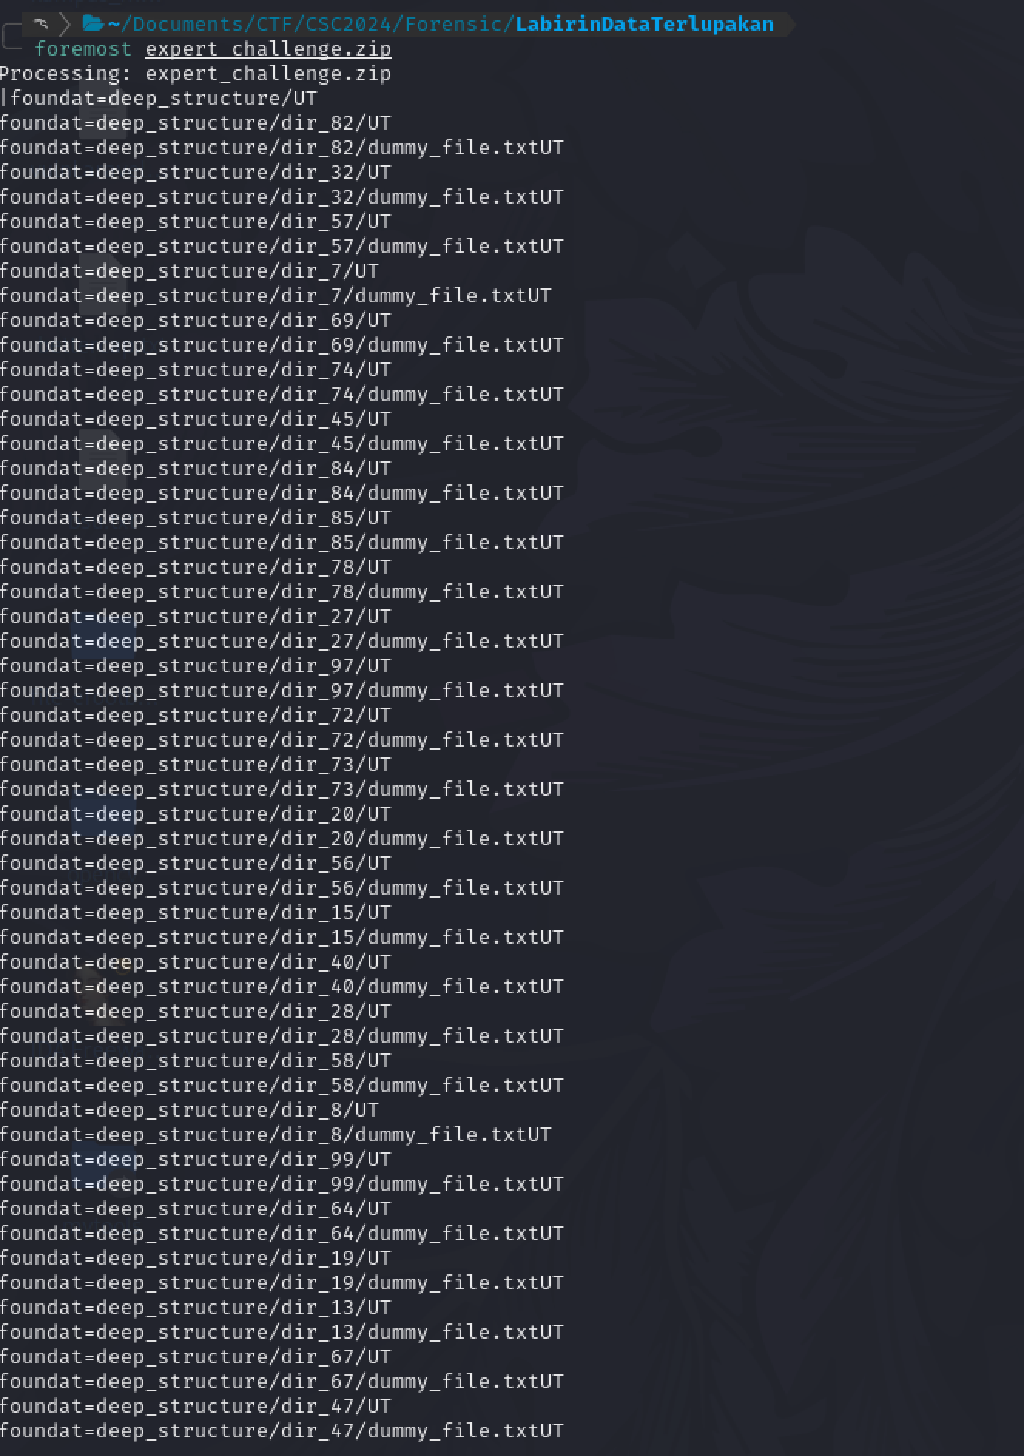 ~/Documents/CTF/CSC2024/Forensic/LabirinDataTerlupakan
foremost expert_challenge.zip
Processing: expert_challenge.zip
|foundat=deep_structure/UT
foundat=deep_structure/dir_82/UT
foundat=deep_structure/dir_82/dummy_file.txtUT
foundat=deep_structure/dir_32/UT
foundat=deep_structure/dir_32/dummy_file.txtUT
foundat=deep_structure/dir_57/UT
foundat=deep_structure/dir_57/dummy_file.txtUT
foundat=deep_structure/dir_7/UT
foundat=deep_structure/dir_7/dummy_file.txtUT
foundat=deep_structure/dir_69/UT
foundat=deep_structure/dir_69/dummy_file.txtUT
foundat=deep_structure/dir_74/UT
foundat=deep_structure/dir_74/dummy_file.txtUT
foundat=deep_structure/dir_45/UT
foundat=deep_structure/dir_45/dummy_file.txtUT
foundat=deep_structure/dir_84/UT
foundat=deep_structure/dir_84/dummy_file.txtUT
foundat=deep_structure/dir_85/UT
foundat=deep_structure/dir_85/dummy_file.txtUT
foundat=deep_structure/dir_78/UT
foundat=deep_structure/dir_78/dummy_file.txtUT
foundat=deep_structure/dir_27/UT
foundat=deep_structure/dir_27/dummy_file.txtUT
foundat=deep_structure/dir_97/UT
foundat=deep_structure/dir_97/dummy_file.txtUT
foundat=deep_structure/dir_72/UT
foundat=deep_structure/dir_72/dummy_file.txtUT
foundat=deep_structure/dir_73/UT
foundat=deep_structure/dir_73/dummy_file.txtUT
foundat=deep_structure/dir_20/UT
foundat=deep_structure/dir_20/dummy_file.txtUT
foundat=deep_structure/dir_56/UT
foundat=deep_structure/dir_56/dummy_file.txtUT
foundat=deep_structure/dir_15/UT
foundat=deep_structure/dir_15/dummy_file.txtUT
foundat=deep_structure/dir_40/UT
foundat=deep_structure/dir_40/dummy_file.txtUT
foundat=deep_structure/dir_28/UT
foundat=deep_structure/dir_28/dummy_file.txtUT
foundat=deep_structure/dir_58/UT
foundat=deep_structure/dir_58/dummy_file.txtUT
foundat=deep_structure/dir_8/UT
foundat=deep_structure/dir_8/dummy_file.txtUT
foundat=deep_structure/dir_99/UT
foundat=deep_structure/dir_99/dummy_file.txtUT
foundat=deep_structure/dir_64/UT
foundat=deep_structure/dir_64/dummy_file.txtUT
foundat=deep_structure/dir_19/UT
foundat=deep_structure/dir_19/dummy_file.txtUT
foundat=deep_structure/dir_13/UT
foundat=deep_structure/dir_13/dummy_file.txtUT
foundat=deep_structure/dir_67/UT
foundat=deep_structure/dir_67/dummy_file.txtUT
foundat=deep_structure/dir_47/UT
foundat=deep_structure/dir_47/dummy_file.txtUT